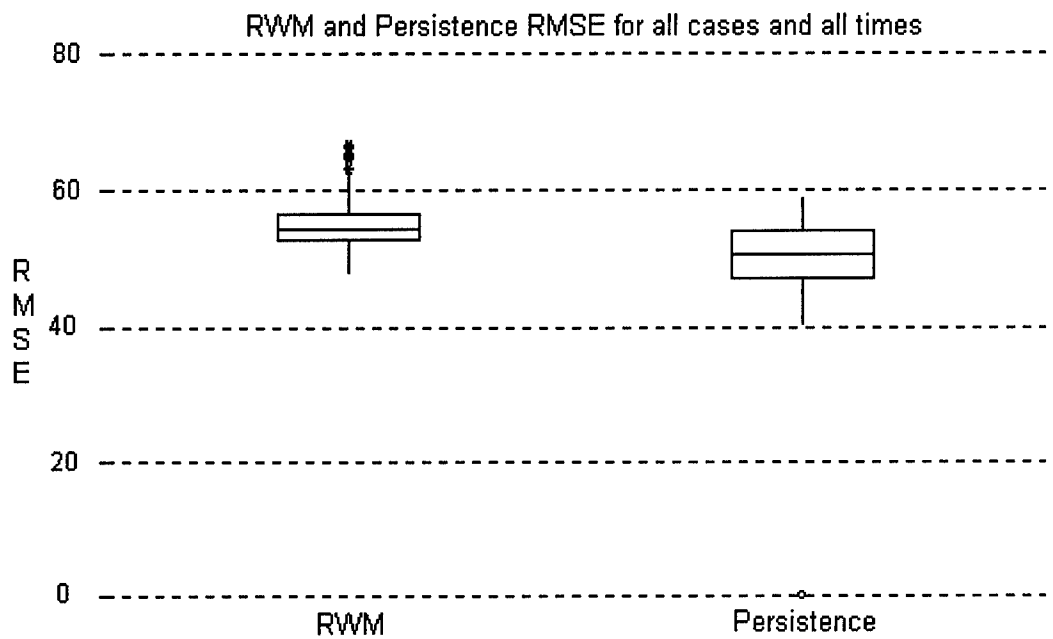 RWM and Persistence RMSE for all cases and all times
80
60
R
M
S
E
40
20
0
RWM
Persistence